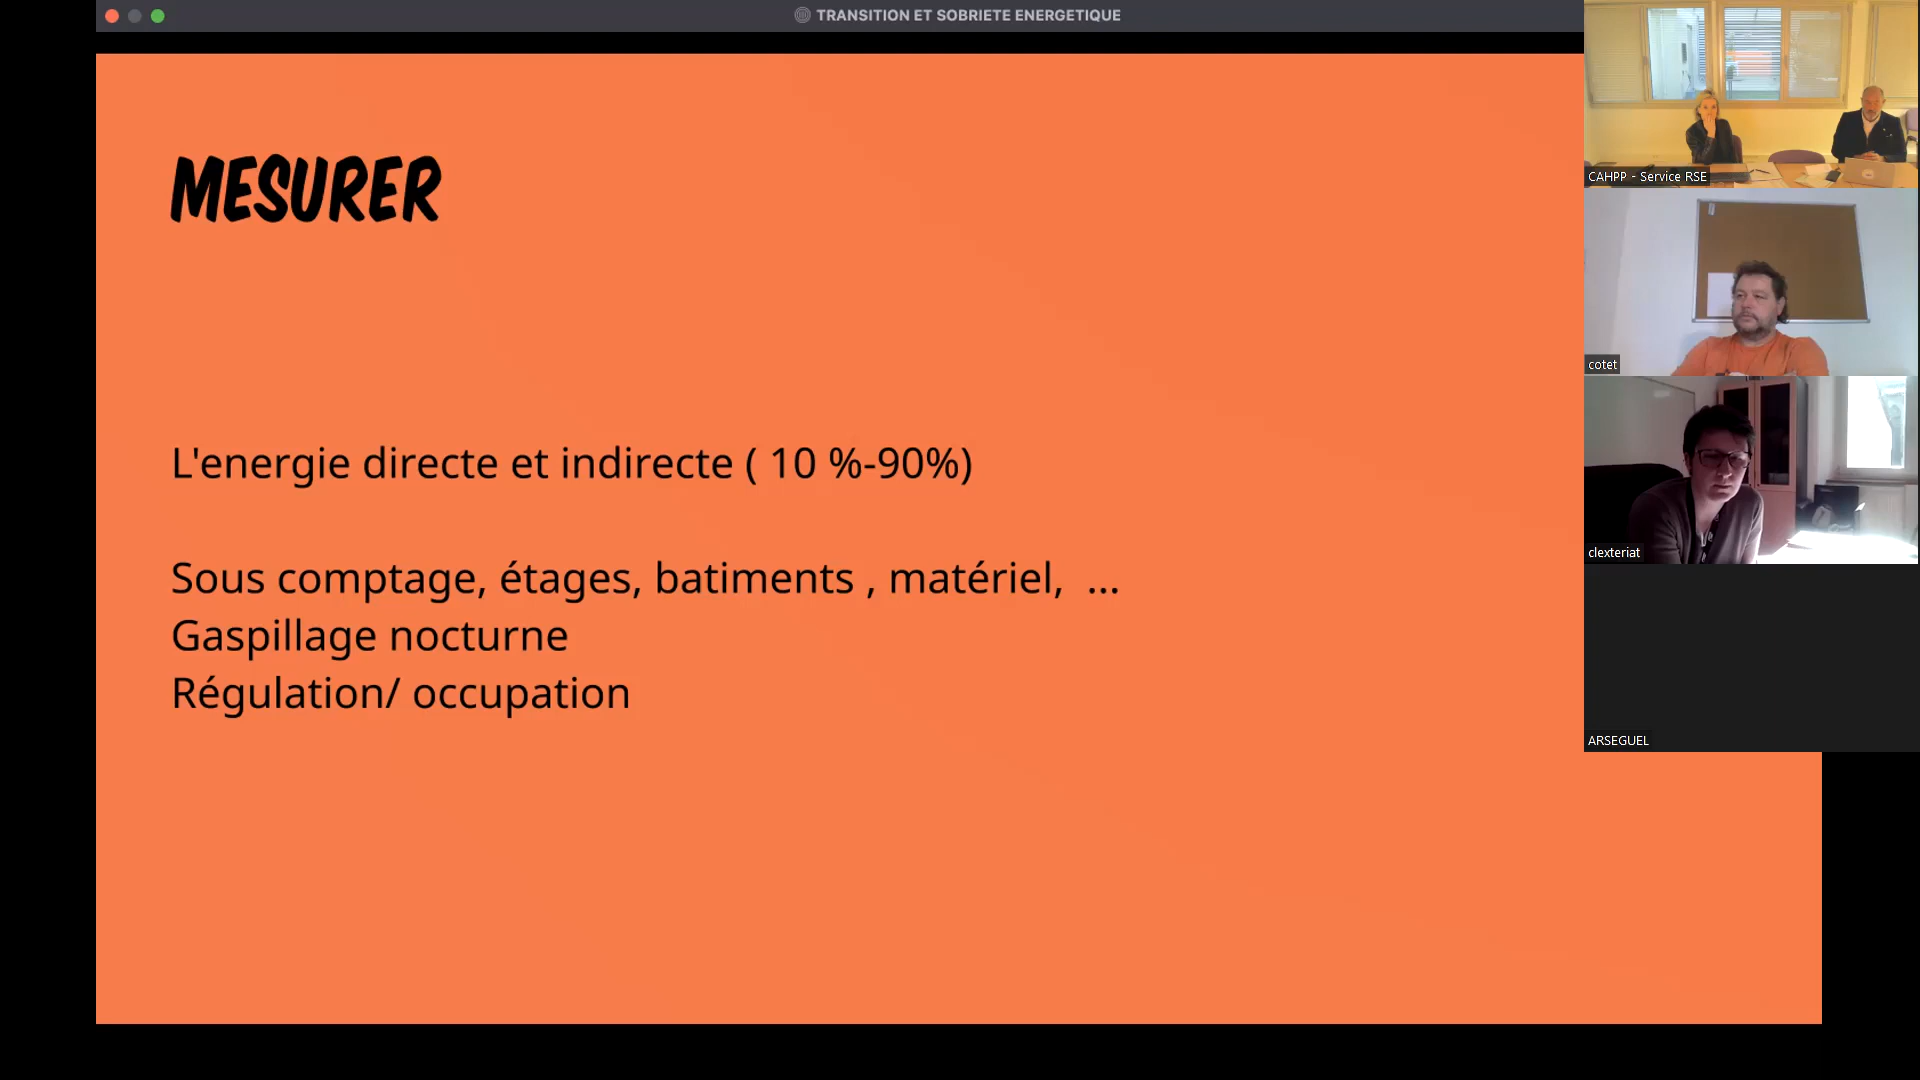 TRANSITION ET SOBRIETE ENERGETIQUE
MESURER
L'energie directe et indirecte ( 10 %-90%)
Sous comptage, étages, batiments , matériel,  ...
Gaspillage nocturne
Régulation/ occupation
CAHPP - Service RSE
cotet
clexteriat
ARSEGUEL